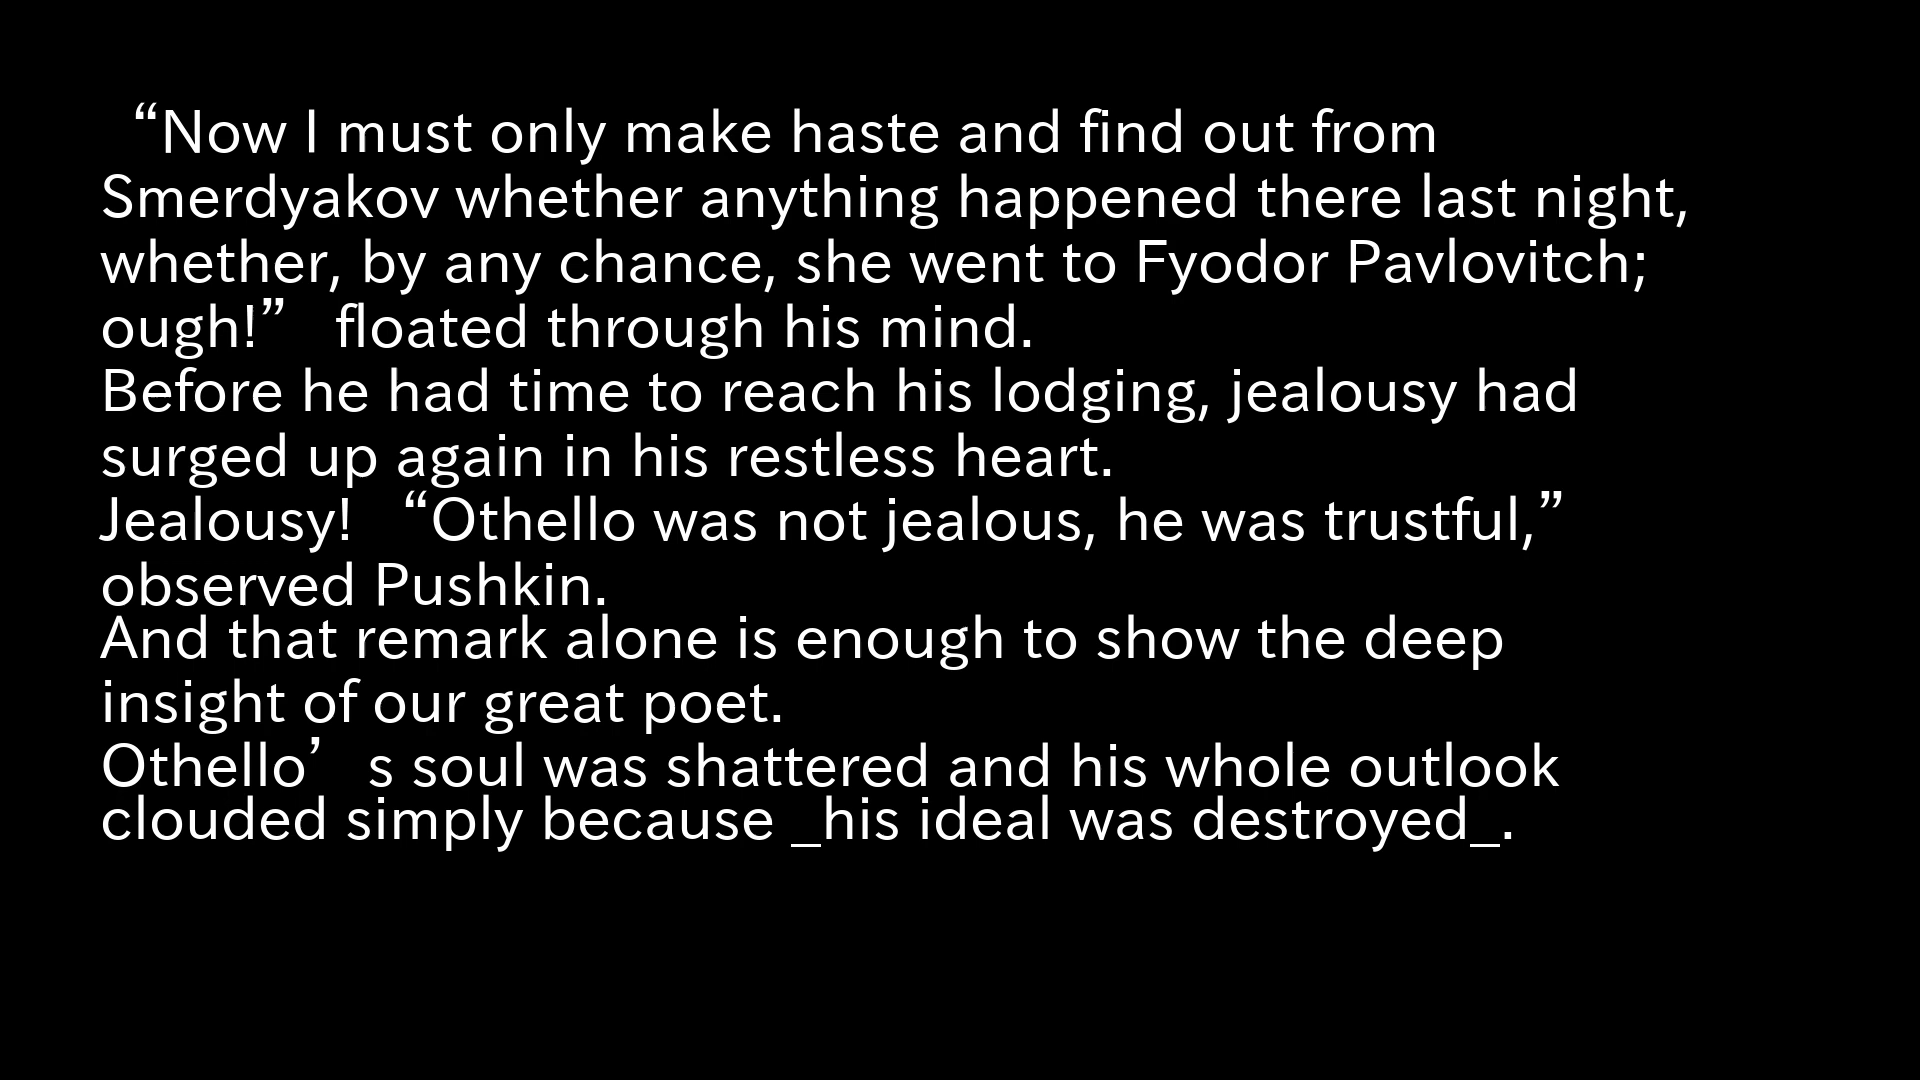 “Now I must only make haste and find out from
Smerdyakov whether anything happened there last night,
whether, by any chance, she went to Fyodor Pavlovitch;
ough!” floated through his mind.
Before he had time to reach his lodging, jealousy had
surged up again in his restless heart.
Jealousy! “Othello was not jealous, he was trustful,”
observed Pushkin.
And that remark alone is enough to show the deep
insight of our great poet.
Othello’s soul was shattered and his whole outlook
clouded simply because _his ideal was destroyed_.